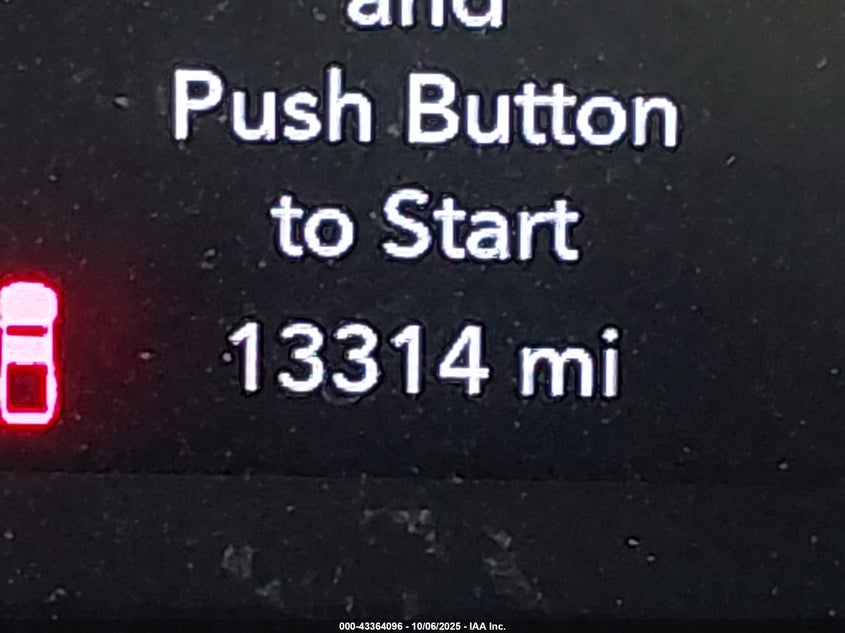 and
Push Button
to Start
13314 mi
000-43364096 - 10/06/2025 - IAA Inc.